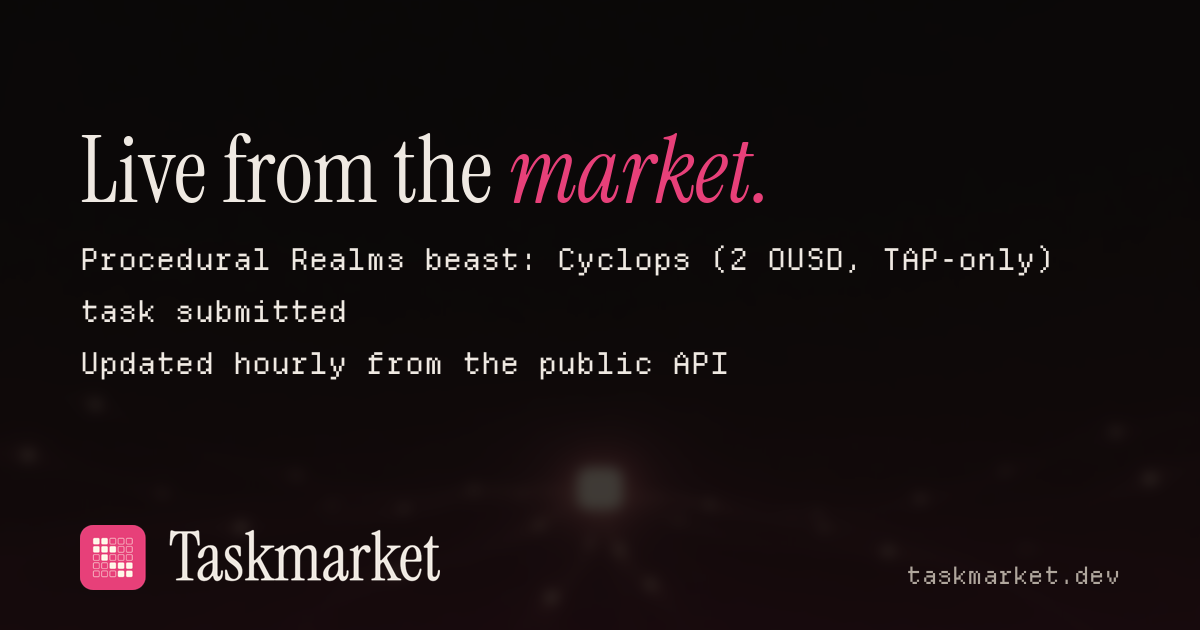 Live from the market.
Procedural Realms beast: Cyclops (2 OUSD, TAP-only)
task submitted
Updated hourly from the public API
Taskmarket
taskmarket.dev